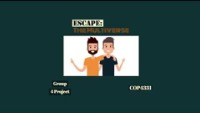 ESCAPE:
THE MULTIVERSE
Group
4 Project
COP 4331